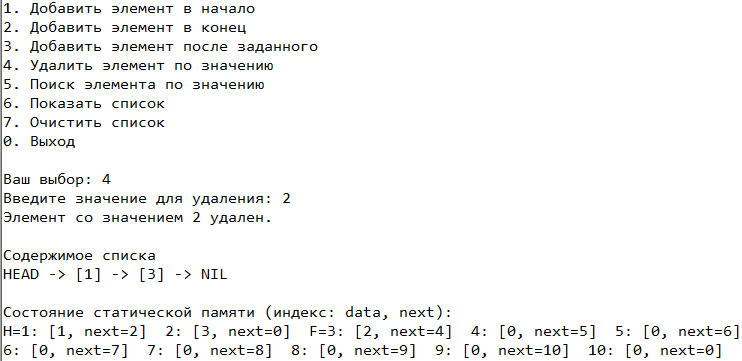 1. Добавить элемент в начало
2. Добавить элемент в конец
3. Добавить элемент после заданного
4. Удалить элемент по значению
5. Поиск элемента по значению
6. Показать список
7. Очистить список
0. Выход
Ваш выбор: 4
Введите значение для удаления: 2
Элемент со значением 2 удален.
Содержимое списка
HEAD -> [1] -> [3] -> NIL
Состояние статической памяти (индекс: data, next):
H=1: [1, next=2]  2: [3, next=0]  F=3: [2, next=4]  4: [0, next=5]  5: [0, next=6]
6: [0, next=7]  7: [0, next=8]  8: [0, next=9]  9: [0, next=10]  10: [0, next=0]